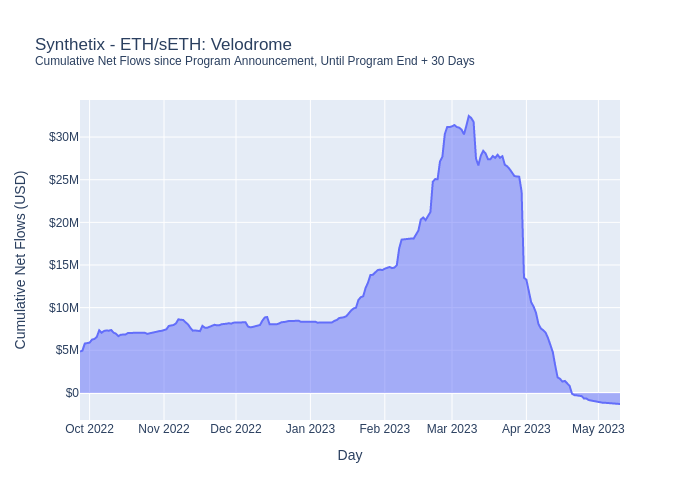 Synthetix - ETH/sETH: Velodrome
Cumulative Net Flows since Program Announcement, Until Program End + 30 Days
Cumulative Net Flows (USD)
$30M
$25M
$20M
$15M
$10M
$5M
$0
Oct 2022 Nov 2022 Dec 2022 Jan 2023 Feb 2023 Mar 2023 Apr 2023 May 2023
Day